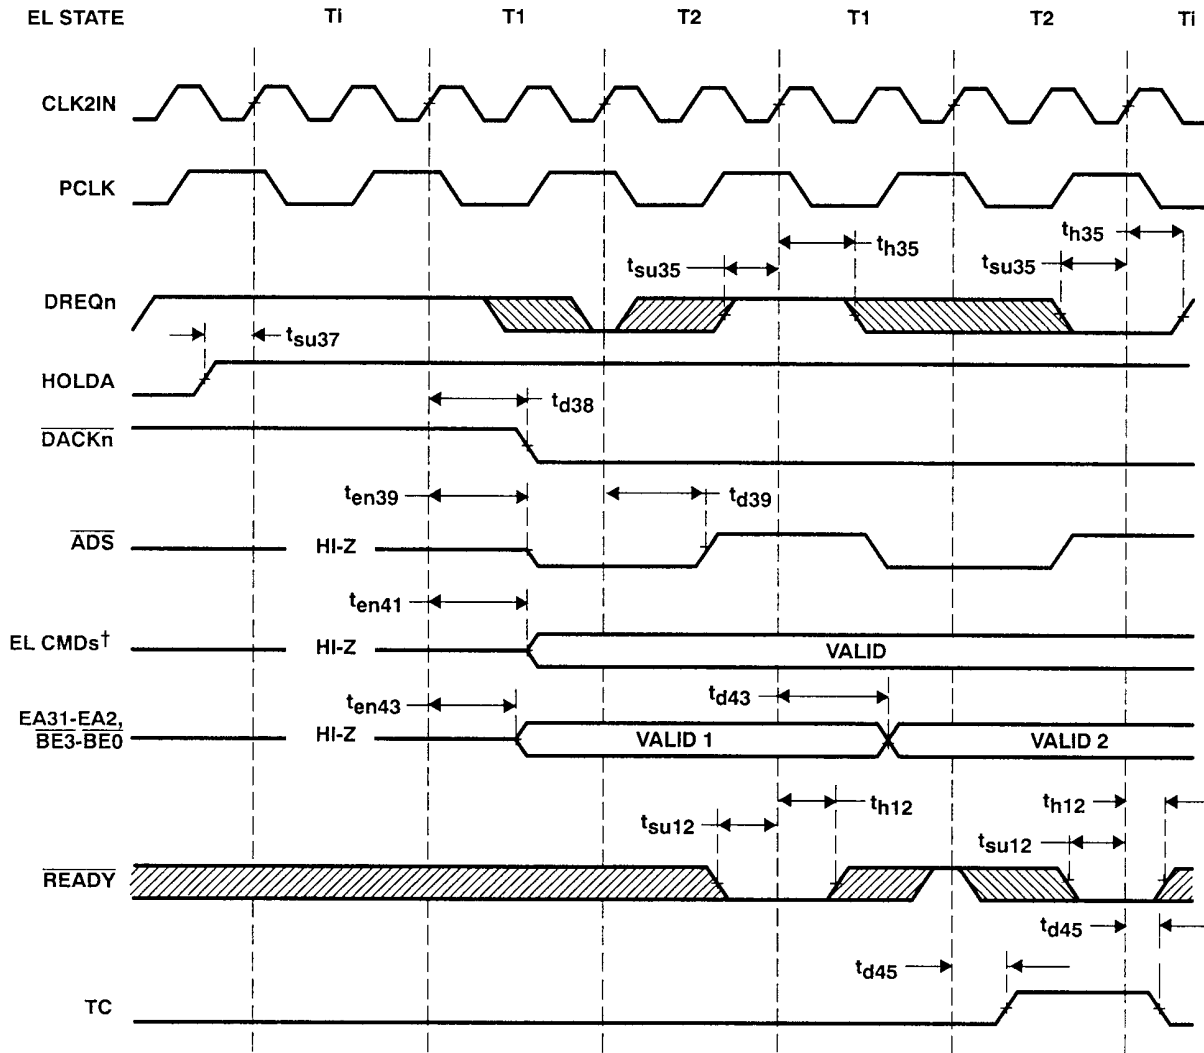 EL STATE Ti T1 T2 T1 T2 Ti
CLK2IN
PCLK
th35
th35
tsu35
tsu35
DREQn
tsu37
HOLDA
td38
DACKn
ten39
td39
ADS
HI-Z
ten41
EL CMDs†
HI-Z
VALID
ten43
td43
EA31-EA2,
BE3-BE0
HI-Z
VALID 1
VALID 2
th12
th12
tsu12
tsu12
READY
td45
td45
TC